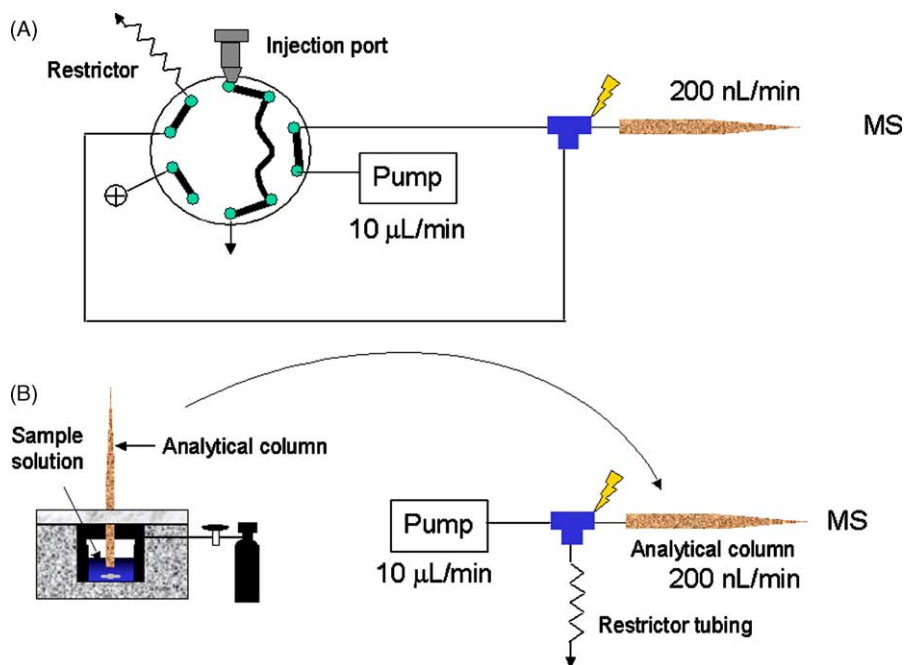 (A)
Injection port
Restrictor
200 nL/min
MS
Pump
10 μL/min
(B)
Sample
solution
Analytical column
Pump
10 μL/min
MS
Analytical column
200 nL/min
Restrictor tubing